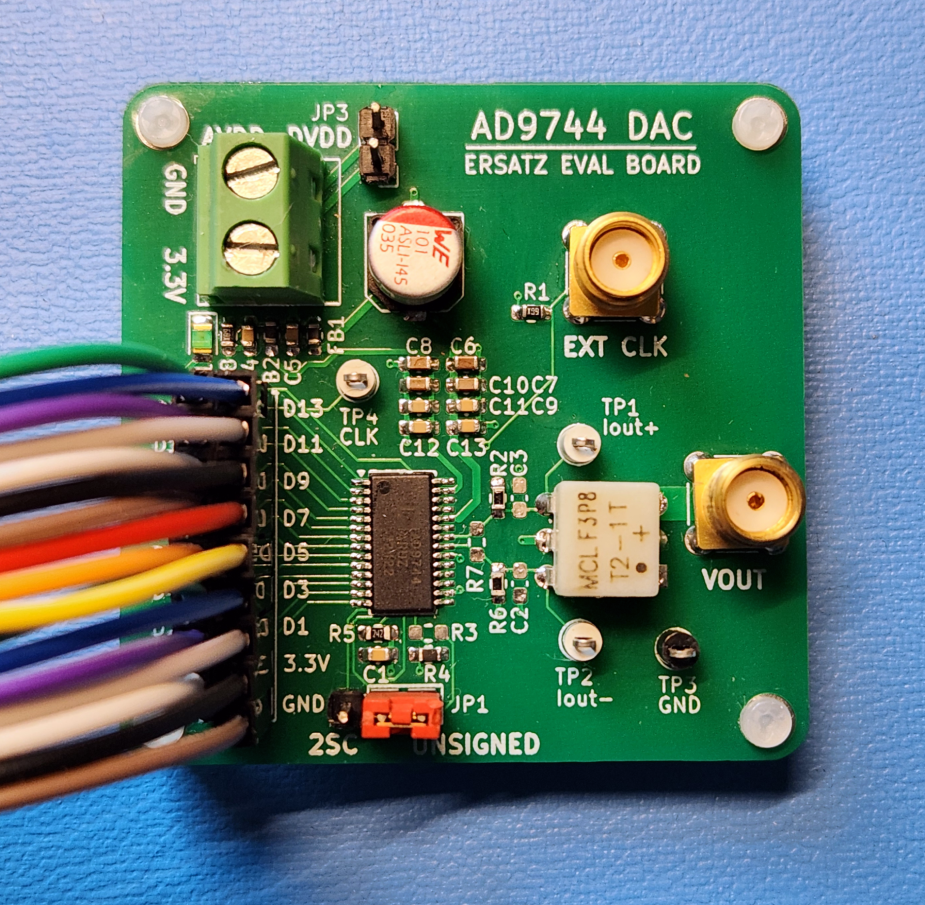 JP3
AVDD DVDD
AD9744 DAC
ERSATZ EVAL BOARD
GND
3.3V
WE
101
ASLI-145
035
R1
EXT CLK
FB1
B2
C8 C6
C10 C7
C11 C9
C12 C13
TP4
CLK
TP1
Iout+
D13
D11
D9
D7
D5
D3
D1
3.3V
GND
R2
C3
MCL F3P8
T2-1T
+
VOUT
R7
R6
C2
R5
R3
C1
R4
TP2
Iout-
TP3
GND
JP1
2SC
UNSIGNED